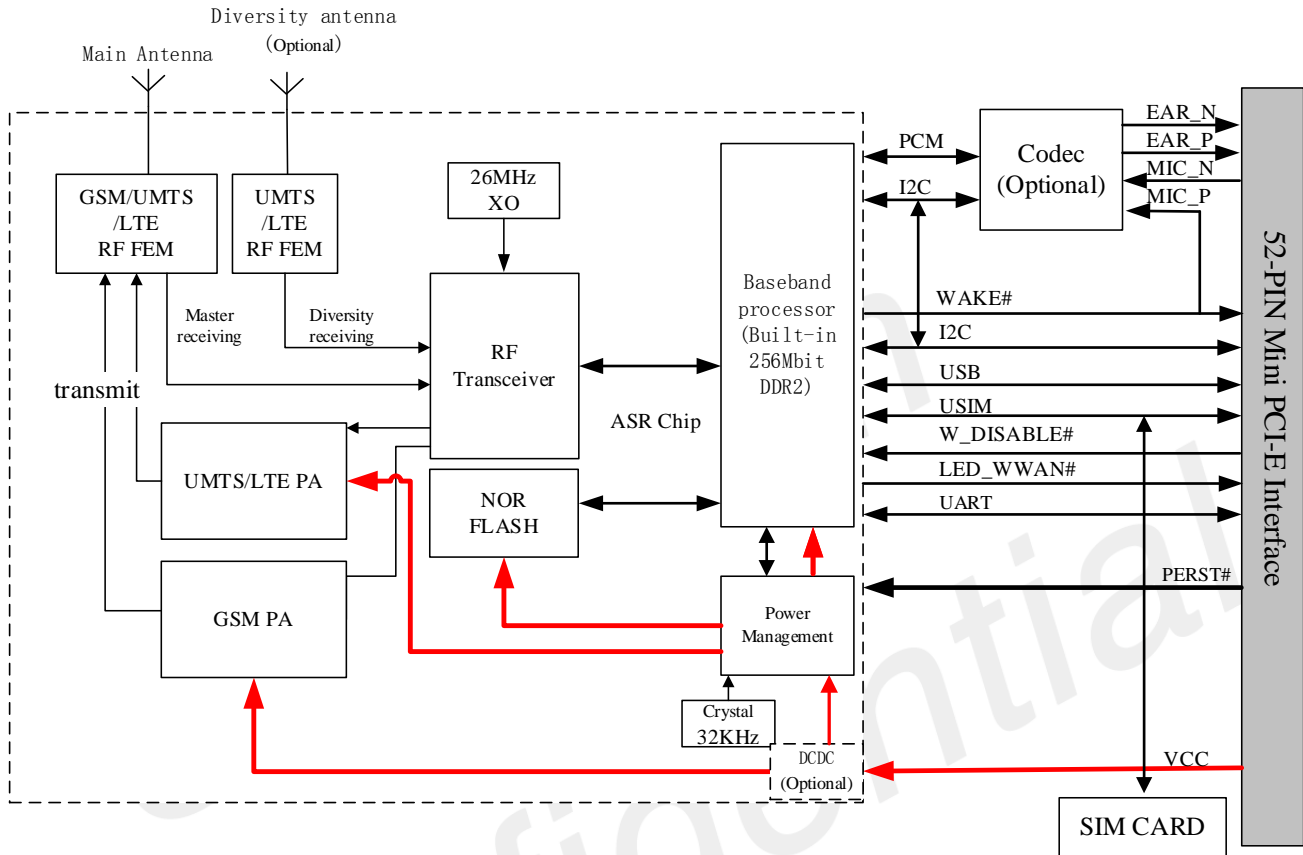 Diversity antenna
(Optional)
Main Antenna
GSM/UMTS
/LTE
RF FEM
UMTS
/LTE
RF FEM
26MHz
XO
Master
receiving
Diversity
receiving
transmit
RF
Transceiver
ASR Chip
UMTS/LTE PA
NOR
FLASH
GSM PA
Baseband
processor
(Built-in
256Mbit
DDR2)
Power
Management
Crystal
32KHz
DCDC
(Optional)
PCM
I2C
Codec
(Optional)
EAR_N
EAR_P
MIC_N
MIC_P
WAKE#
I2C
USB
USIM
W_DISABLE#
LED_WWAN#
UART
PERST#
VCC
SIM CARD
52-PIN Mini PCI-E Interface